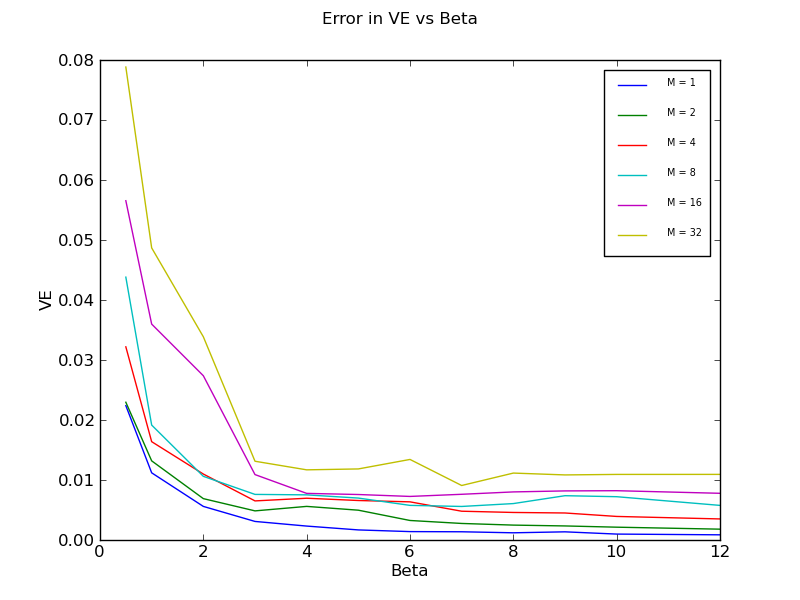 Error in VE vs Beta
0.08
0.07
0.06
0.05
0.04
0.03
0.02
0.01
0.00
VE
M = 1
M = 2
M = 4
M = 8
M = 16
M = 32
0 2 4 6 8 10 12
Beta